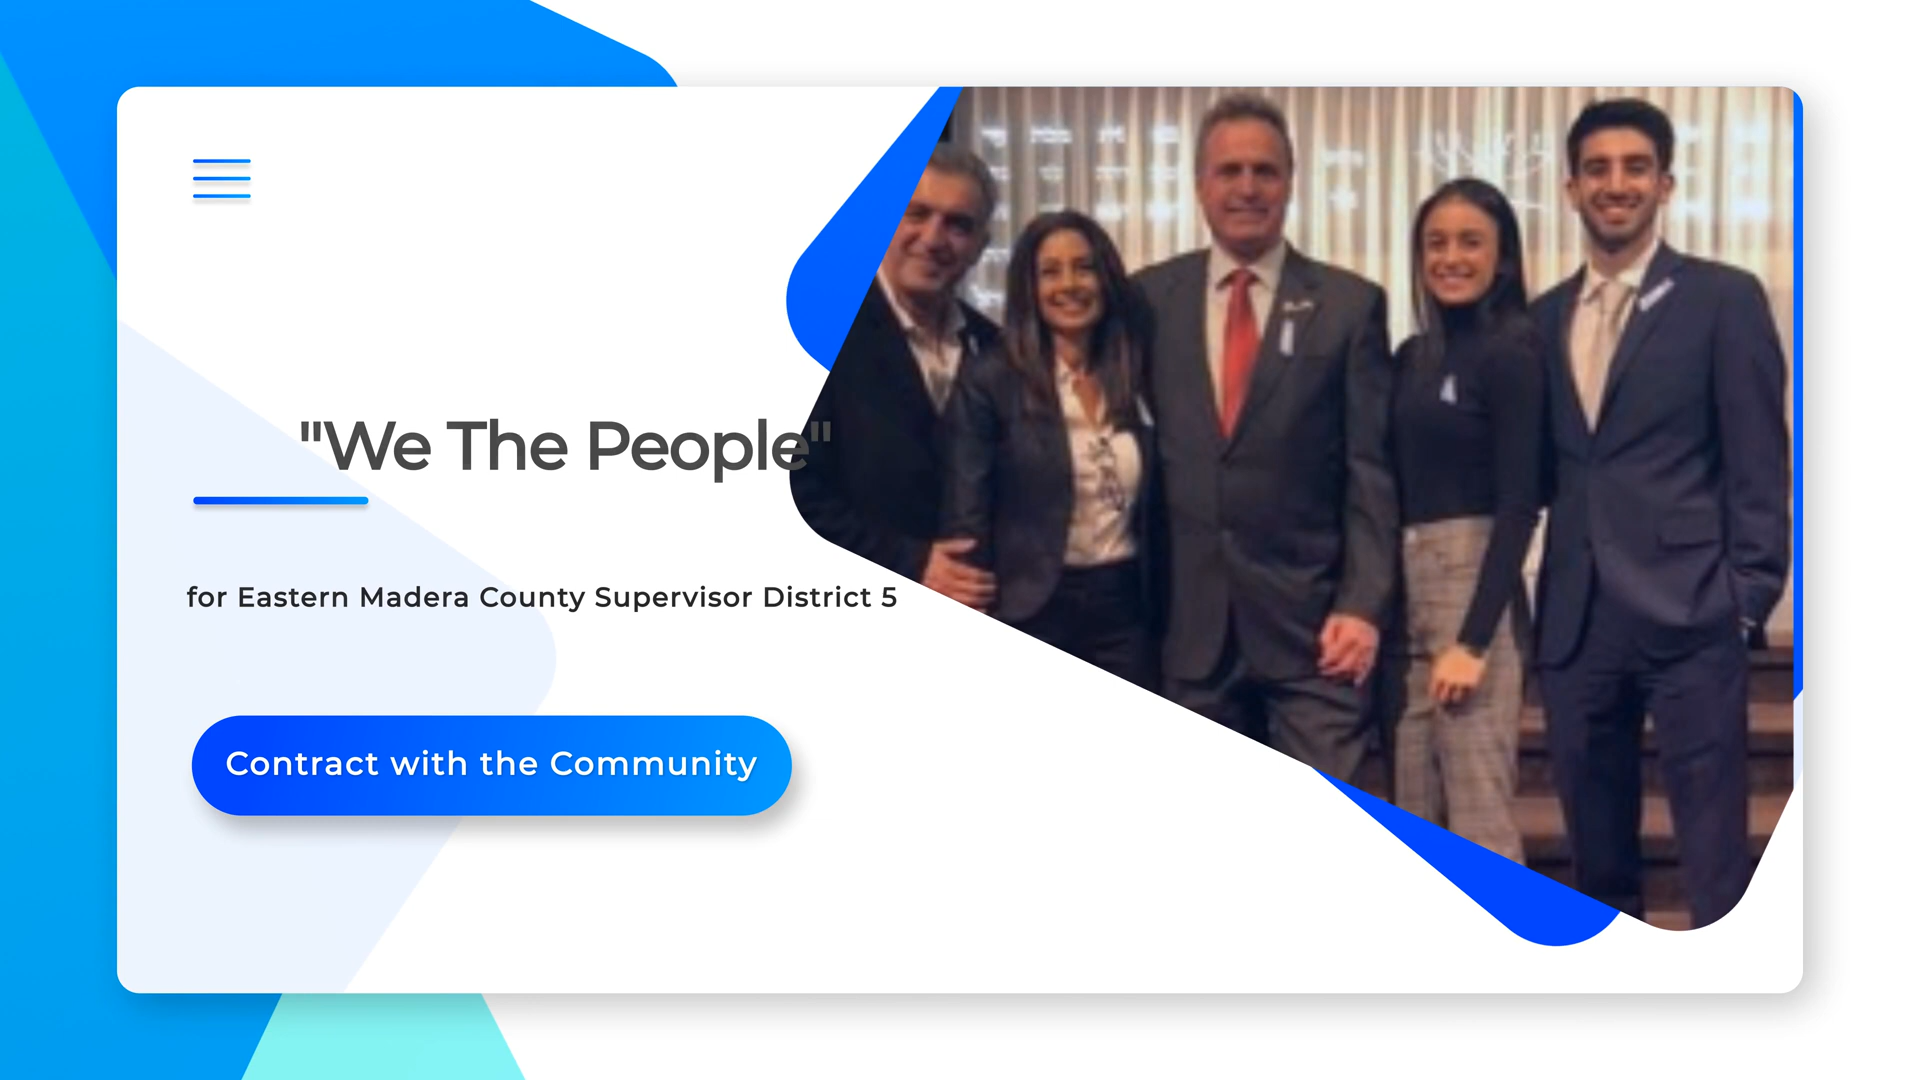 "We The People"
for Eastern Madera County Supervisor District 5
Contract with the Community